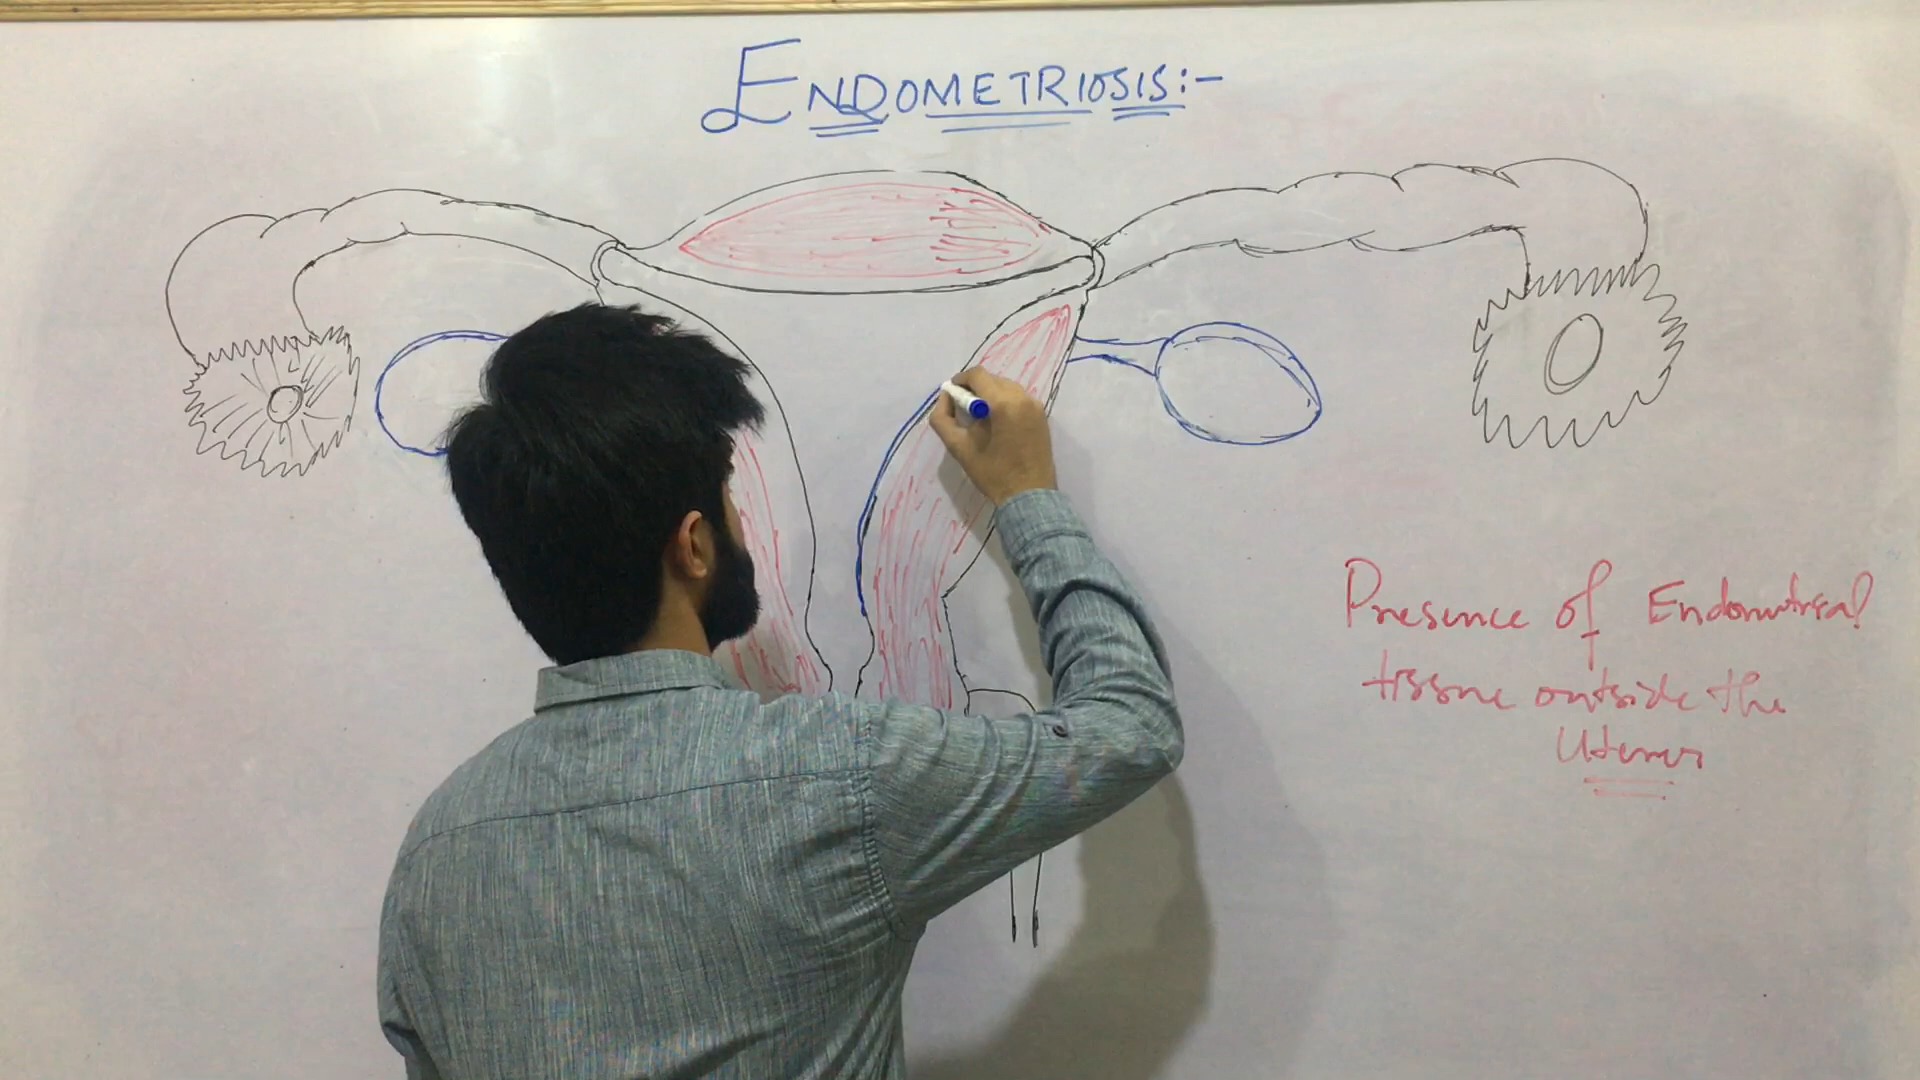 ENDOMETRIOSIS:-
Presence of Endometrial
tissue outside the
Uterus